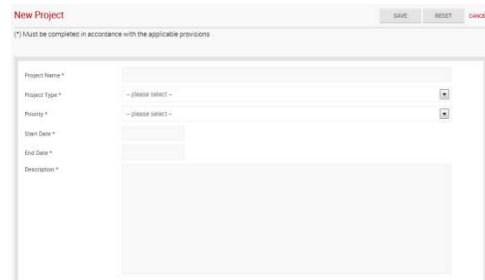 New Project
SAVE RESET CANCE
(*) Must be completed in accordance with the applicable provisions
Project Name *
Project Type * -- please select --
Priority * -- please select --
Start Date *
End Date *
Description *